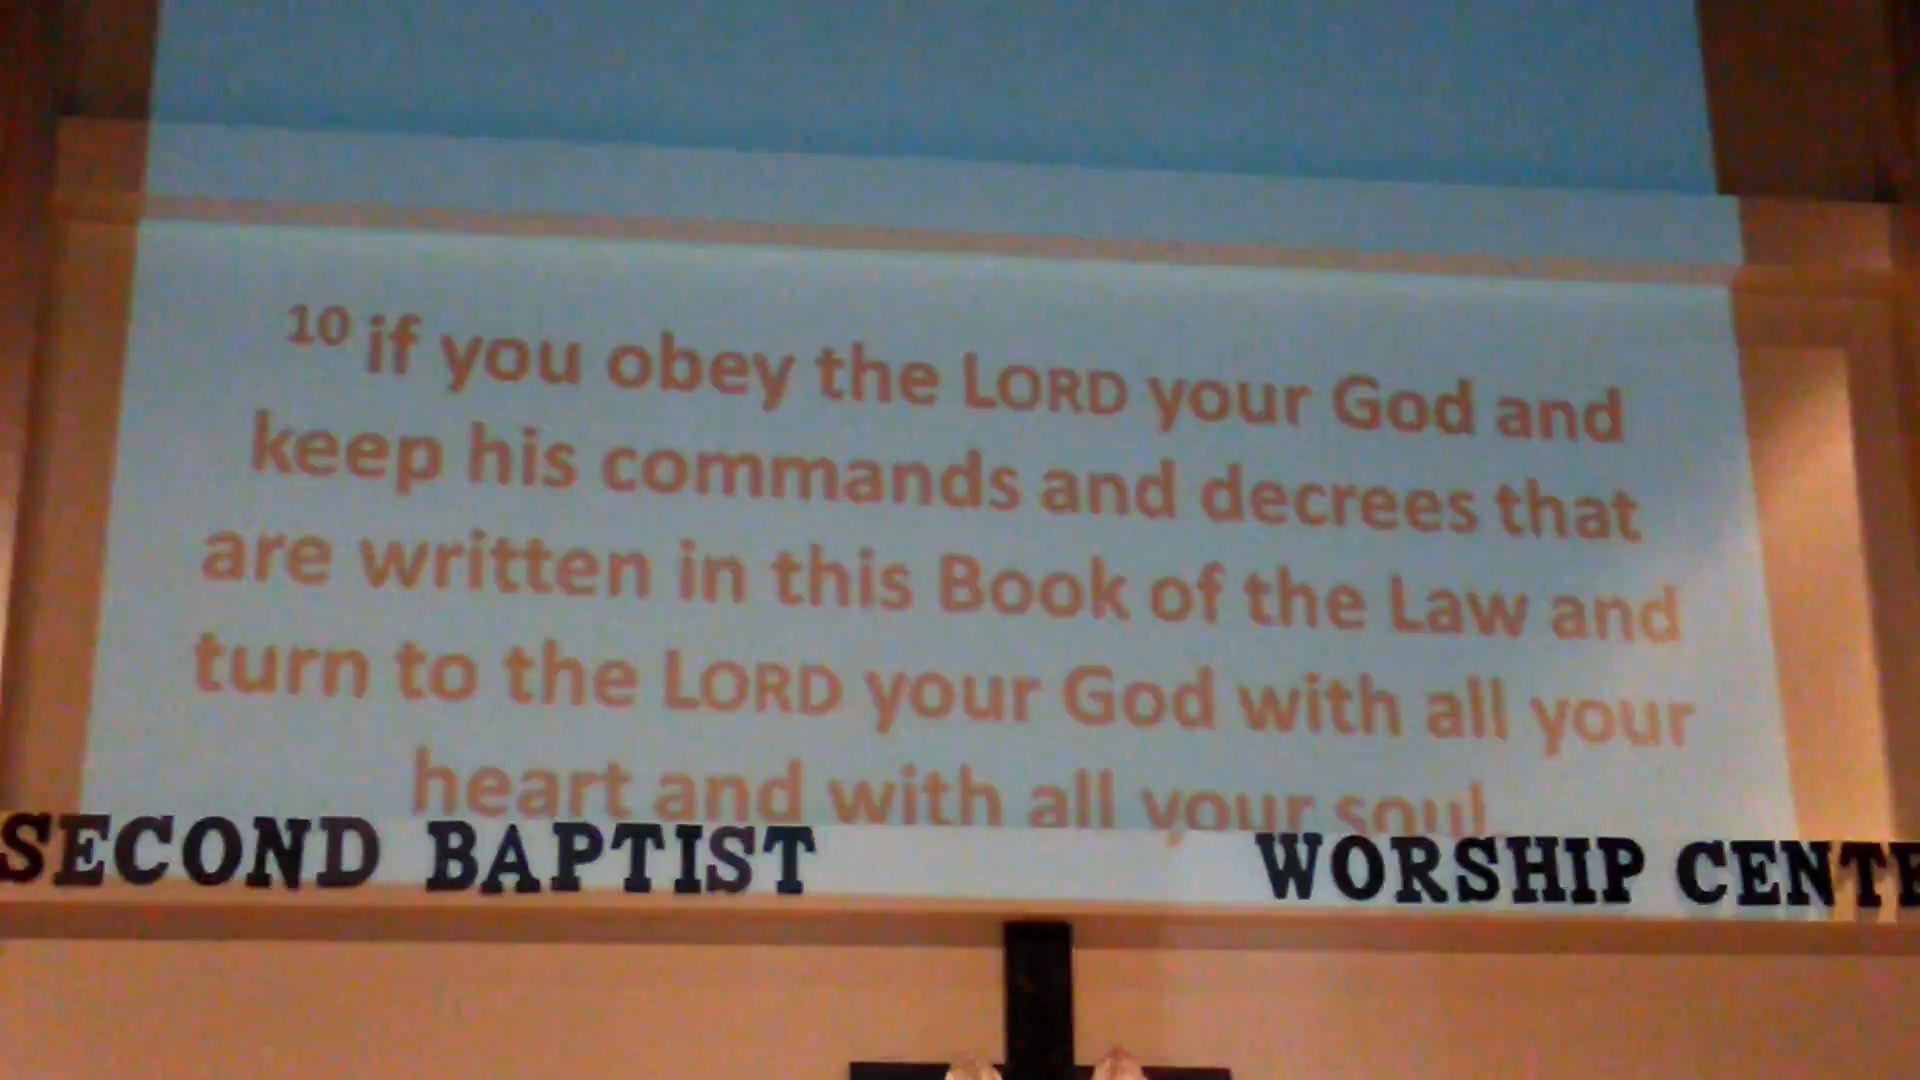 10 if you obey the LORD your God and
keep his commands and decrees that
are written in this Book of the Law and
turn to the LORD your God with all your
heart and with all your soul
SECOND BAPTIST WORSHIP CENTE